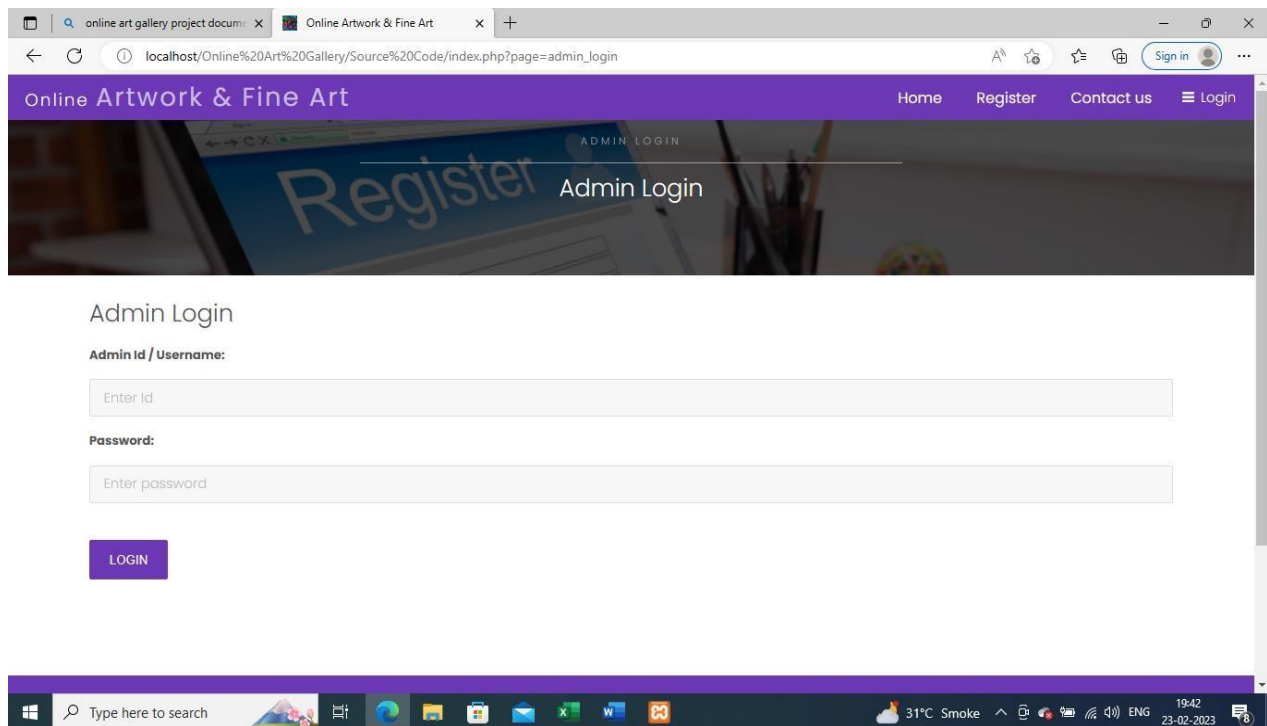 online art gallery project docume
Online Artwork & Fine Art
localhost/Online%20Art%20Gallery/Source%20Code/index.php?page=admin_login
Sign in
Online Artwork & Fine Art
Home
Register
Contact us
Login
ADMIN LOGIN
Register
Admin Login
Admin Login
Admin Id / Username:
Enter Id
Password:
Enter password
LOGIN
Type here to search
31°C Smoke
ENG
19:42
23-02-2023
8